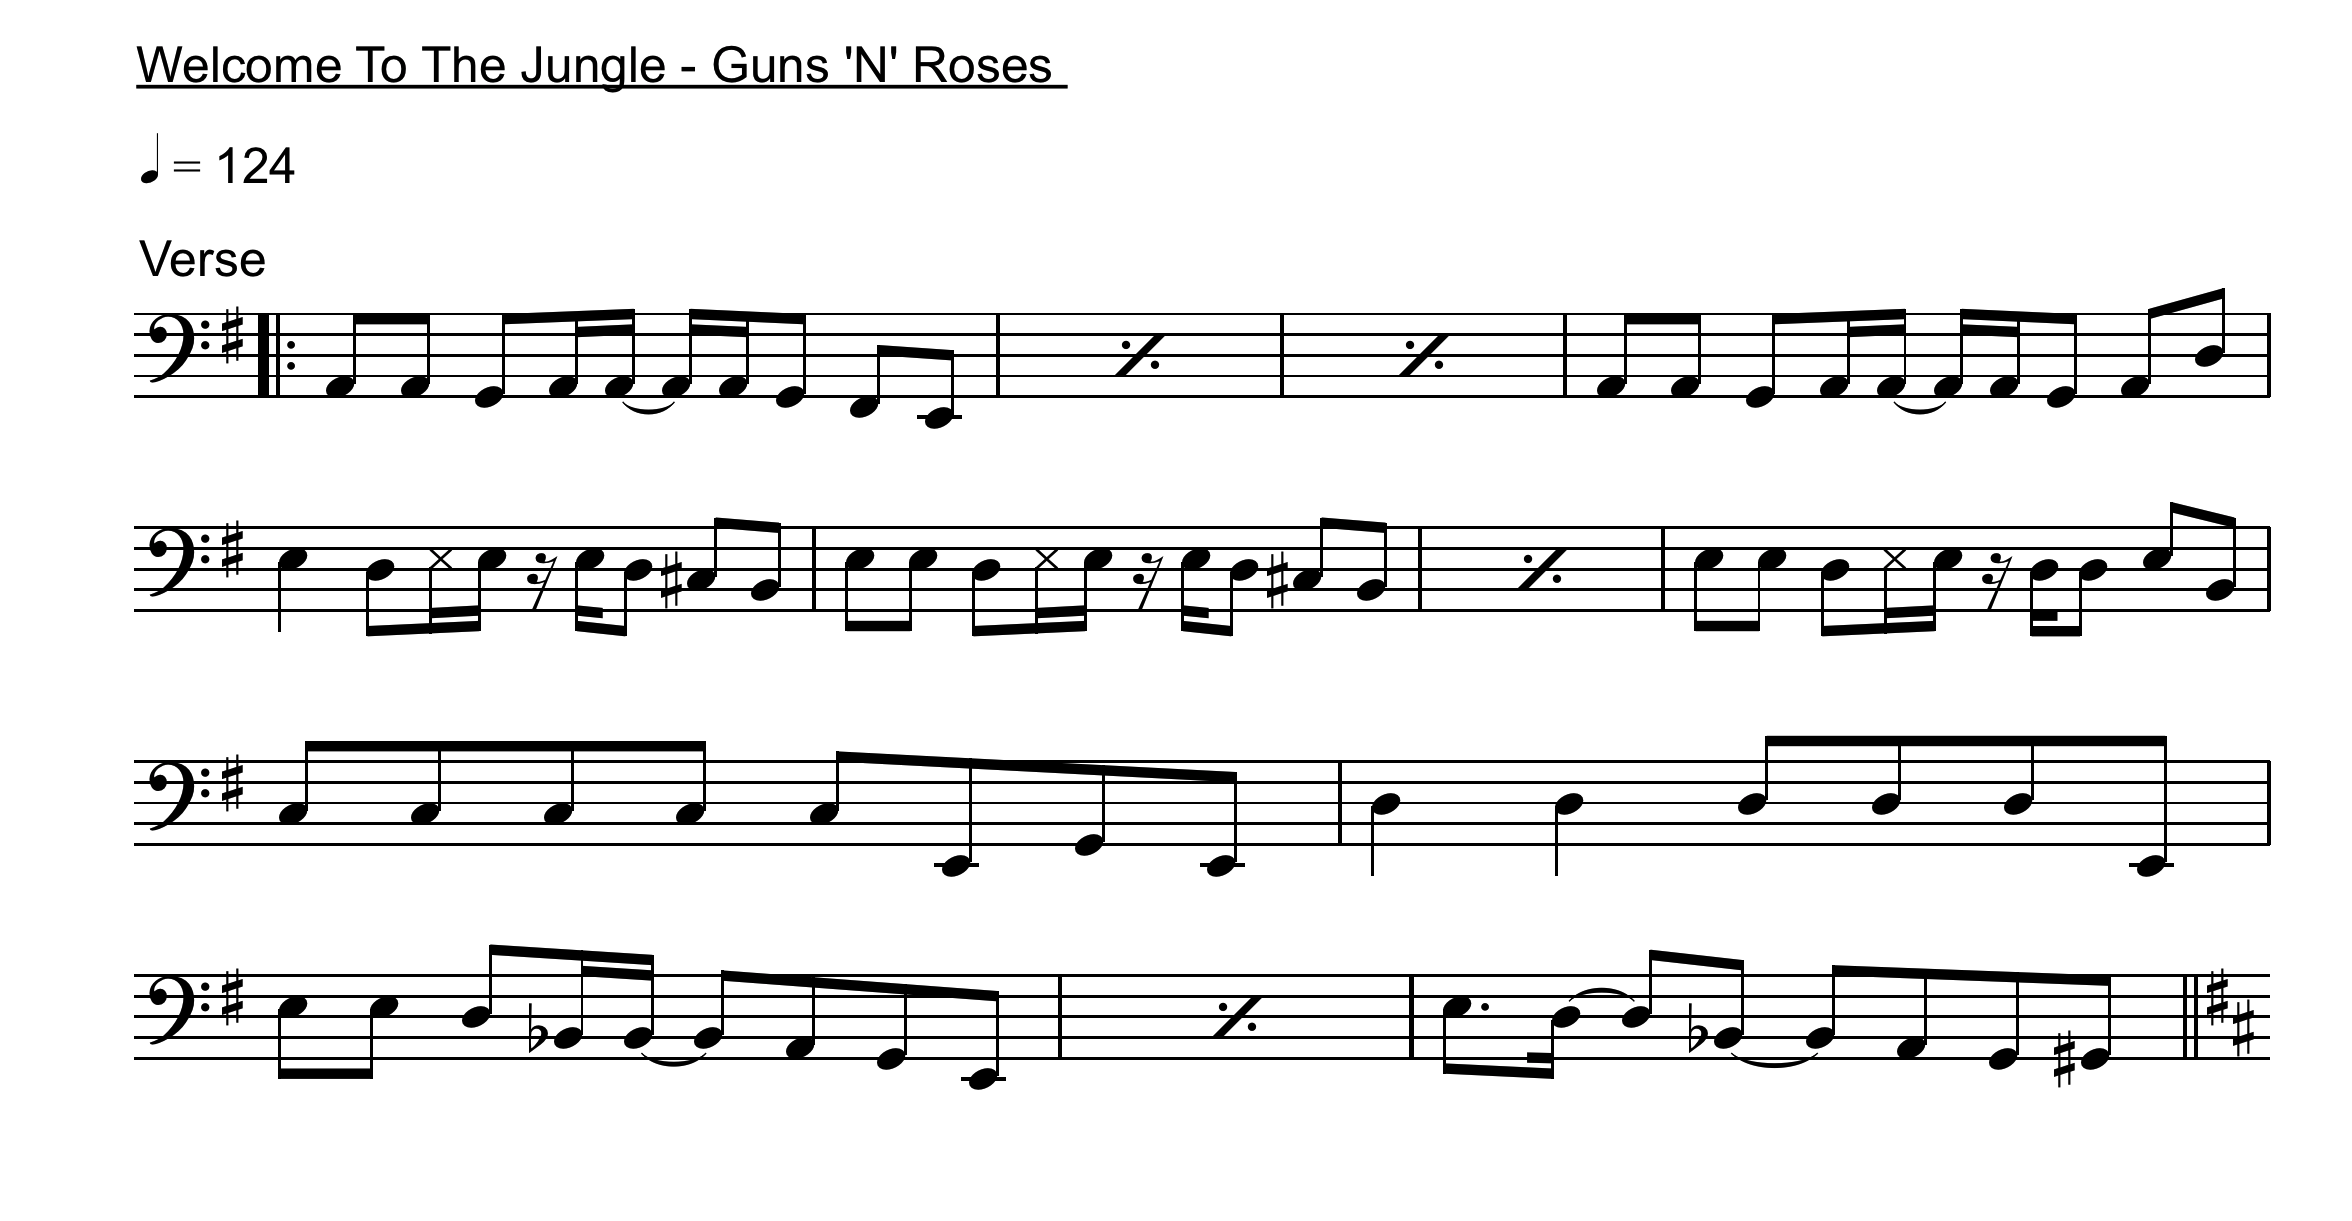 Welcome To The Jungle - Guns 'N' Roses
♩ = 124
Verse